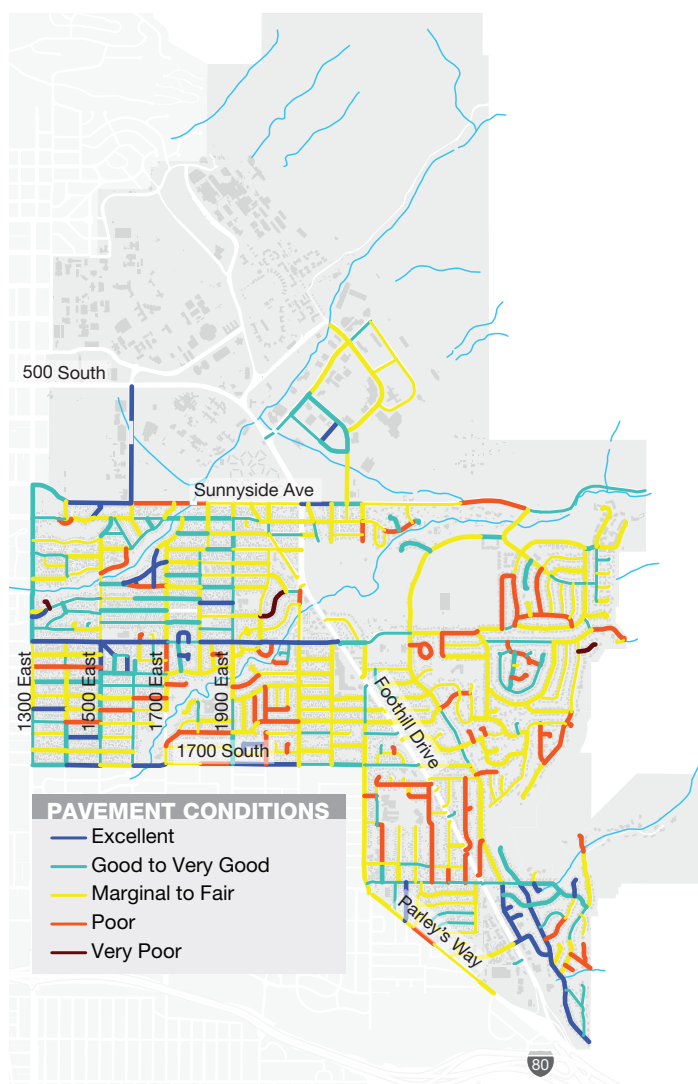 500 South
Sunnyside Ave
1300 East
1500 East
1700 East
1900 East
Foothill Drive
1700 South
PAVEMENT CONDITIONS
Excellent
Good to Very Good
Marginal to Fair
Poor
Very Poor
Parley's Way
80